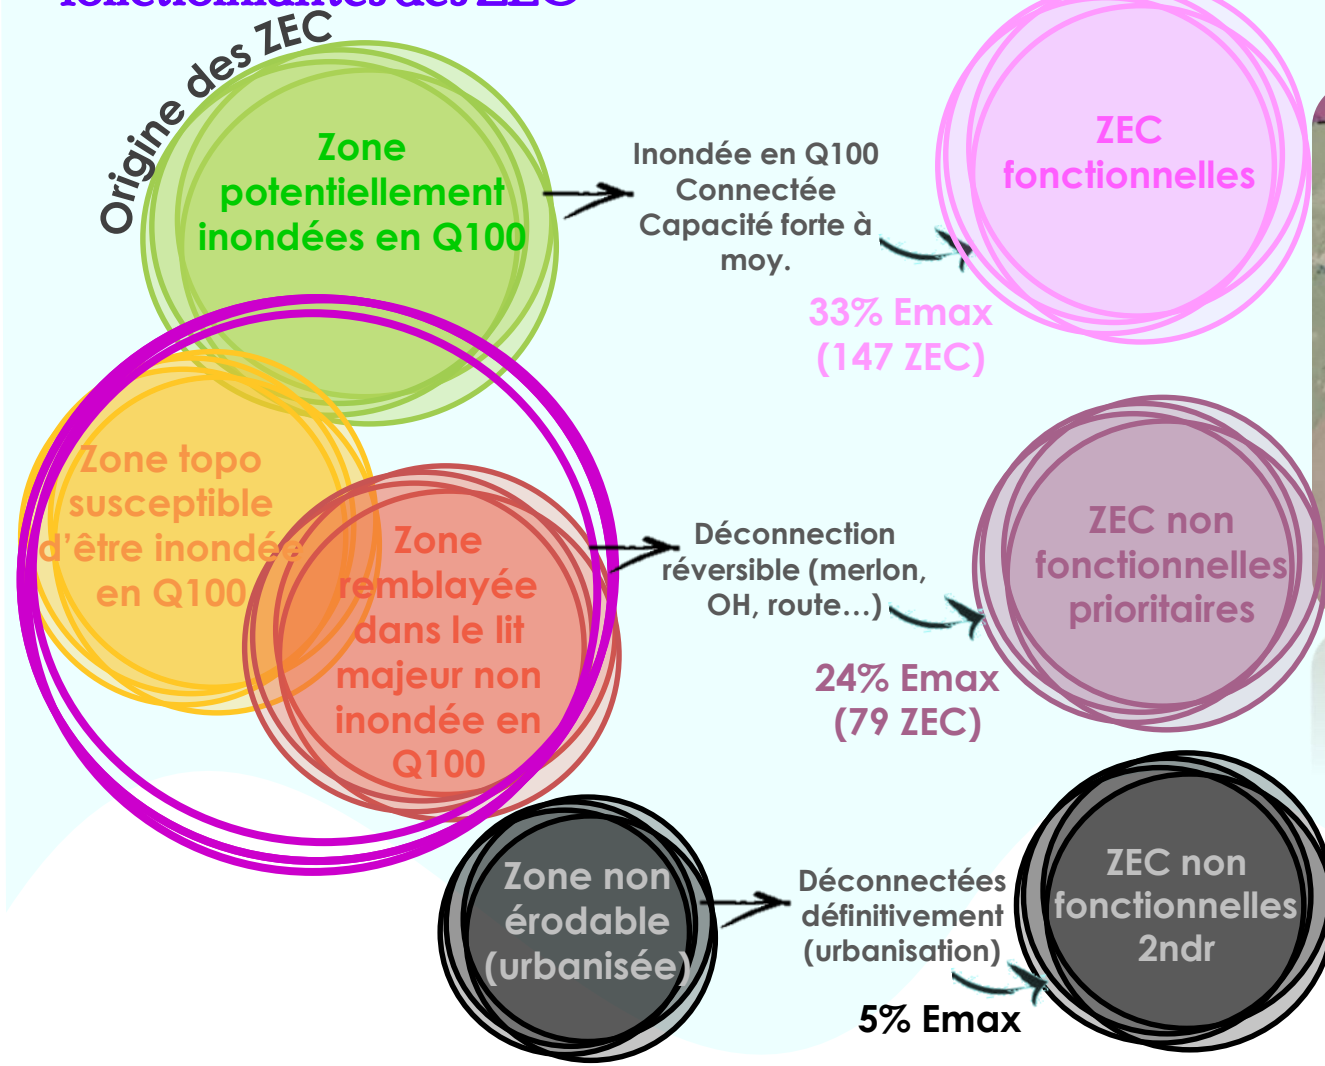 fonctionnalités des ZEC
Origine des ZEC
Zone
potentiellement
inondées en Q100
Inondée en Q100
Connectée
Capacité forte à
moy.
ZEC
fonctionnelles
33% Emax
(147 ZEC)
Zone topo
susceptible
d’être inondée
en Q100
Zone
remblayée
dans le lit
majeur non
inondée en
Q100
Déconnection
réversible (merlon,
OH, route…)
ZEC non
fonctionnelles
prioritaires
24% Emax
(79 ZEC)
Zone non
érodable
(urbanisée)
Déconnectées
définitivement
(urbanisation)
ZEC non
fonctionnelles
2ndr
5% Emax